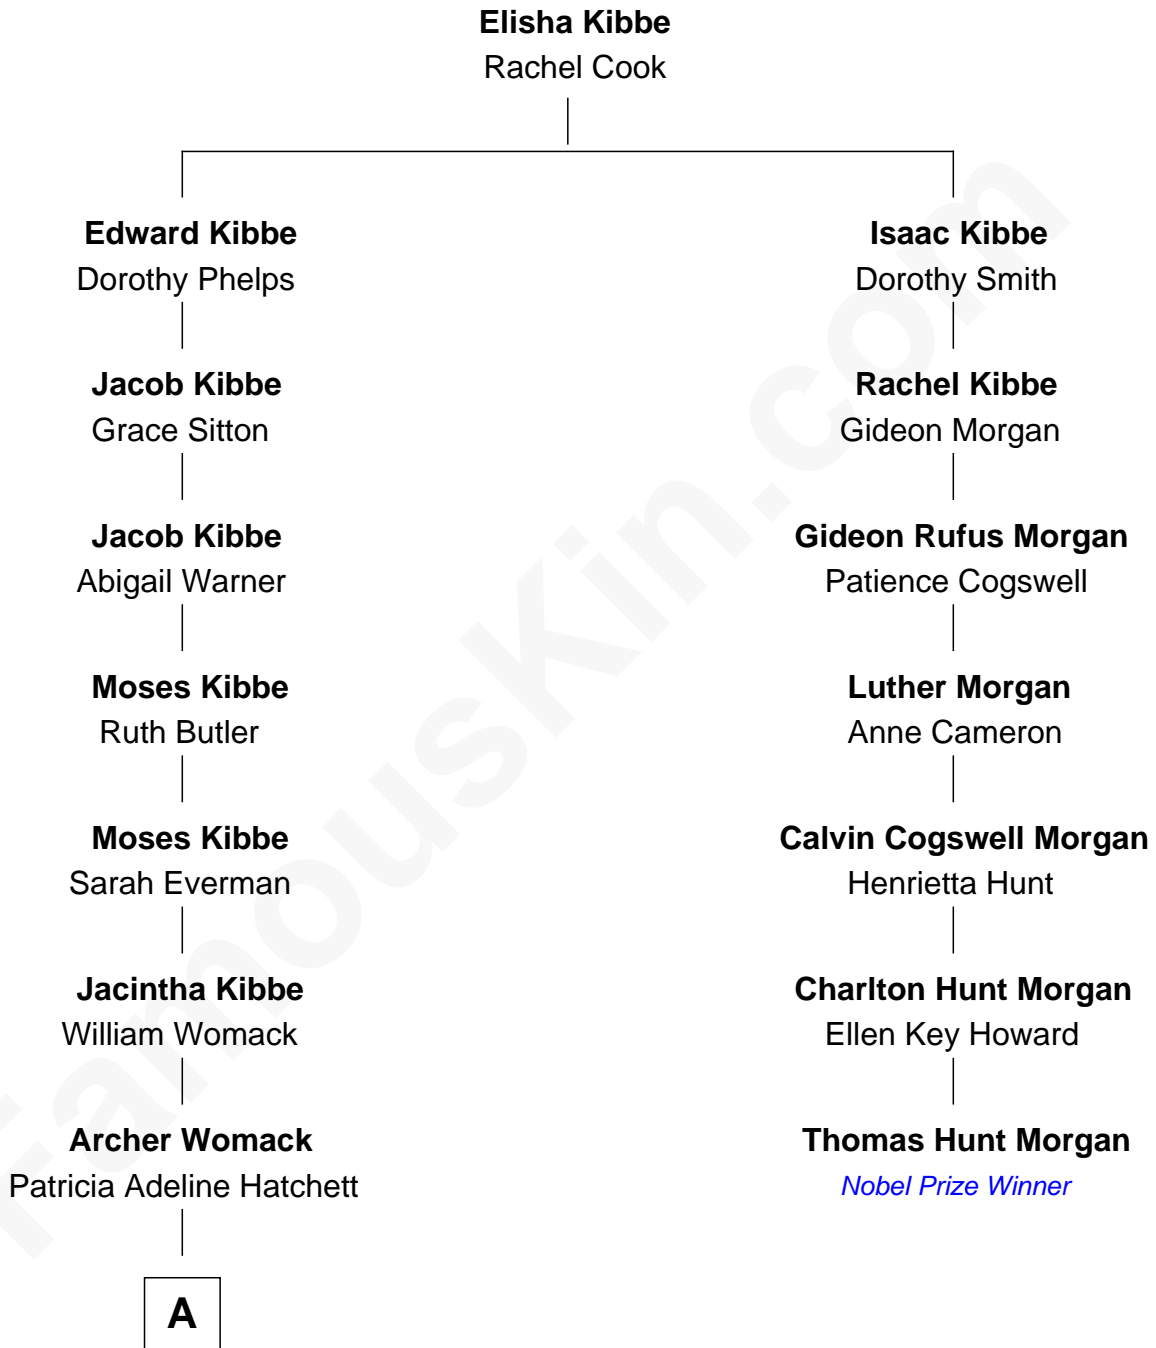 Elisha Kibbe
Rachel Cook
Edward Kibbe
Dorothy Phelps
Isaac Kibbe
Dorothy Smith
Jacob Kibbe
Grace Sitton
Rachel Kibbe
Gideon Morgan
Jacob Kibbe
Abigail Warner
Gideon Rufus Morgan
Patience Cogswell
Moses Kibbe
Ruth Butler
Luther Morgan
Anne Cameron
Moses Kibbe
Sarah Everman
Calvin Cogswell Morgan
Henrietta Hunt
Jacintha Kibbe
William Womack
Charlton Hunt Morgan
Ellen Key Howard
Archer Womack
Patricia Adeline Hatchett
Thomas Hunt Morgan
Nobel Prize Winner
A
FamousKin.com